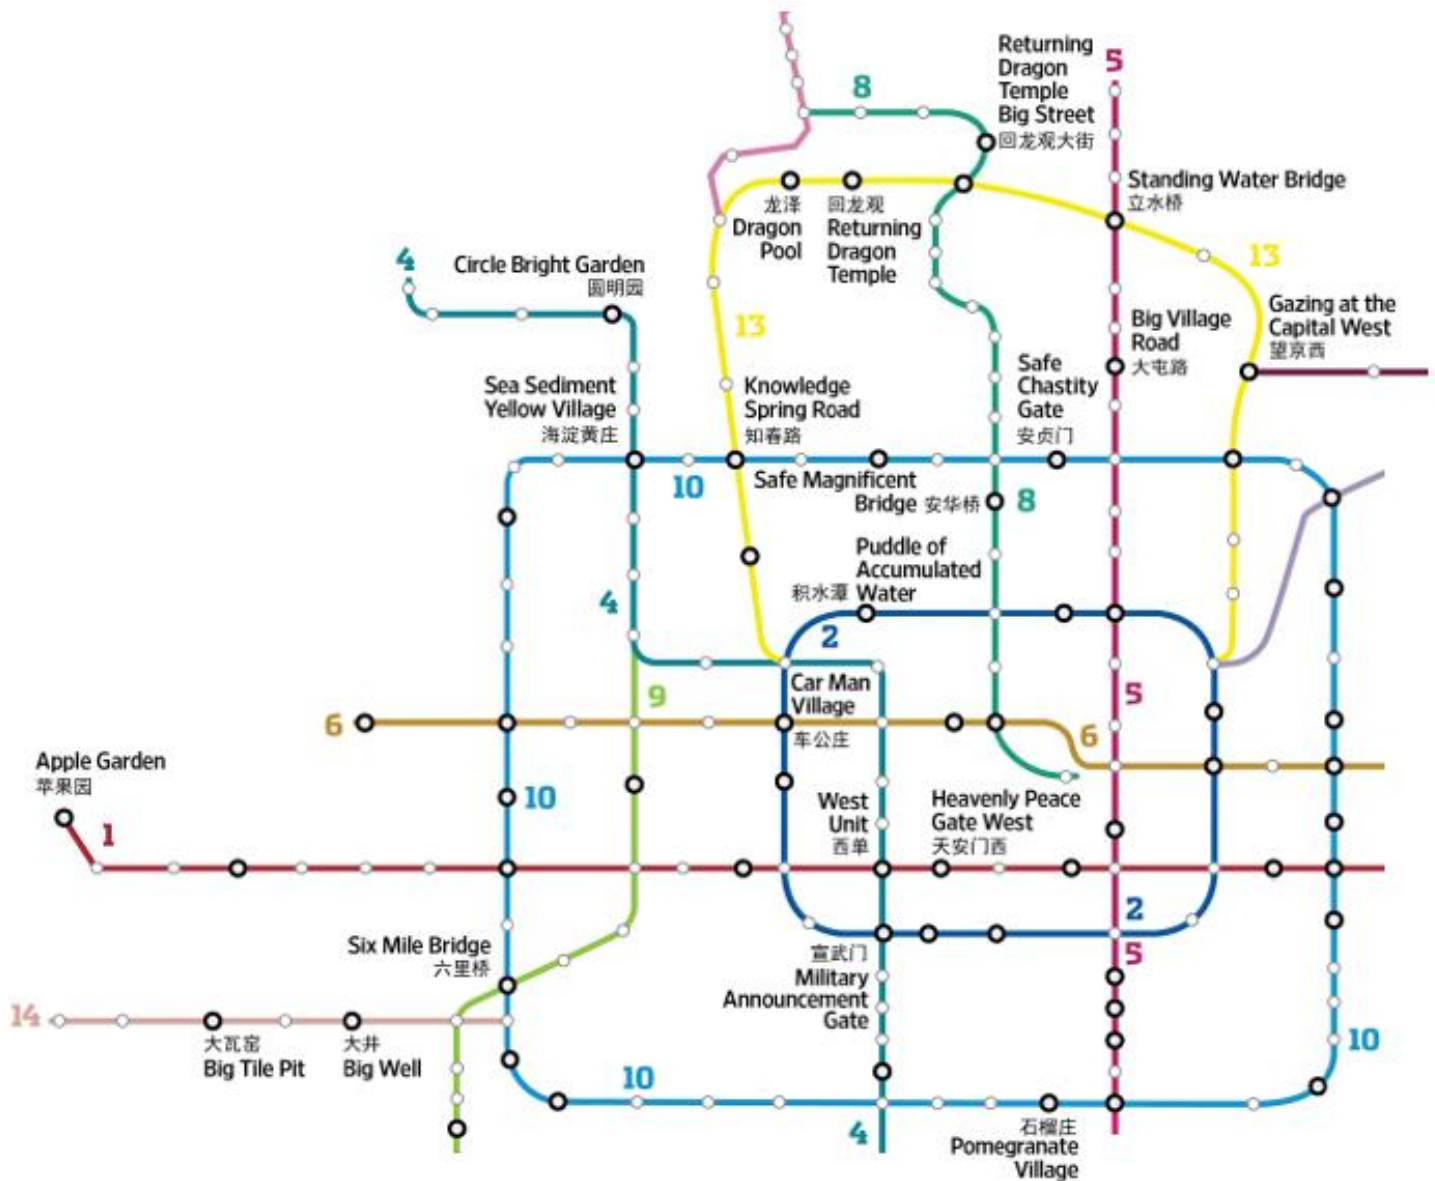 Returning
Dragon
Temple
Big Street
回龙观大街
5
8
Standing Water Bridge
立水桥
龙泽
Dragon
Pool
回龙观
Returning
Dragon
Temple
13
4
Circle Bright Garden
圆明园
13
Big Village
Road
大屯路
Gazing at the
Capital West
望京西
Sea Sediment
Yellow Village
海淀黄庄
Knowledge
Spring Road
知春路
Safe
Chastity
Gate
安贞门
10
Safe Magnificent
Bridge 安华桥
8
Puddle of
Accumulated
积水潭 Water
4
2
9
Car Man
Village
车公庄
5
6
6
Apple Garden
苹果园
1
10
West
Unit
西单
Heavenly Peace
Gate West
天安门西
2
5
Six Mile Bridge
六里桥
宣武门
Military
Announcement
Gate
14
大瓦窑
Big Tile Pit
大井
Big Well
10
10
4
石榴庄
Pomegranate
Village